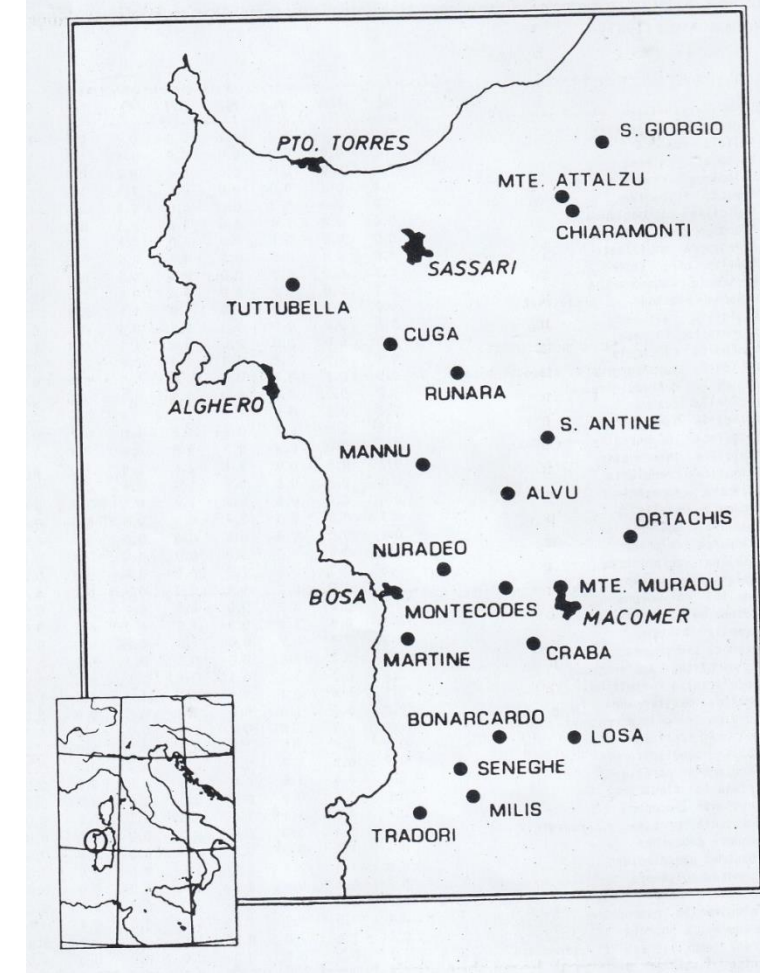 S. GIORGIO
PTO. TORRES
MTE. ATTALZU
CHIARAMONTI
SASSARI
TUTTUBELLA
CUGA
RUNARA
ALGHERO
S. ANTINE
MANNU
ALVU
ORTACHIS
NURADEO
BOSA
MONTECODES
MTE. MURADU
MACOMER
MARTINE
CRABA
BONARCARDO
LOSA
SENEGHE
MILIS
TRADORI